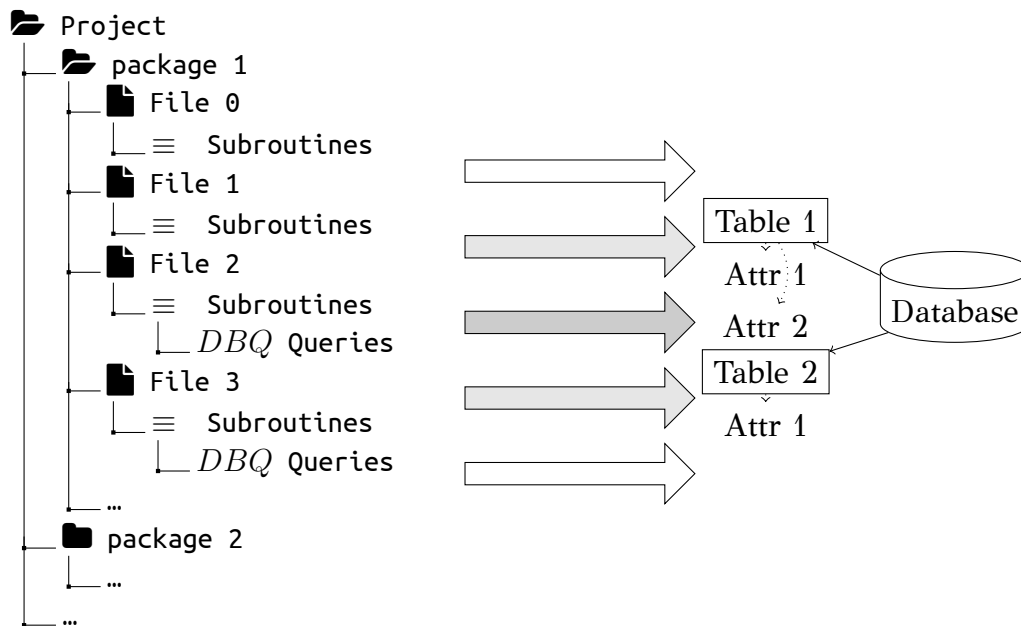 Project
package 1
File 0
≡ Subroutines
File 1
≡ Subroutines
File 2
≡ Subroutines
DBQ Queries
File 3
≡ Subroutines
DBQ Queries
…
package 2
…
…
Table 1
Attr 1
Attr 2
Table 2
Attr 1
Database